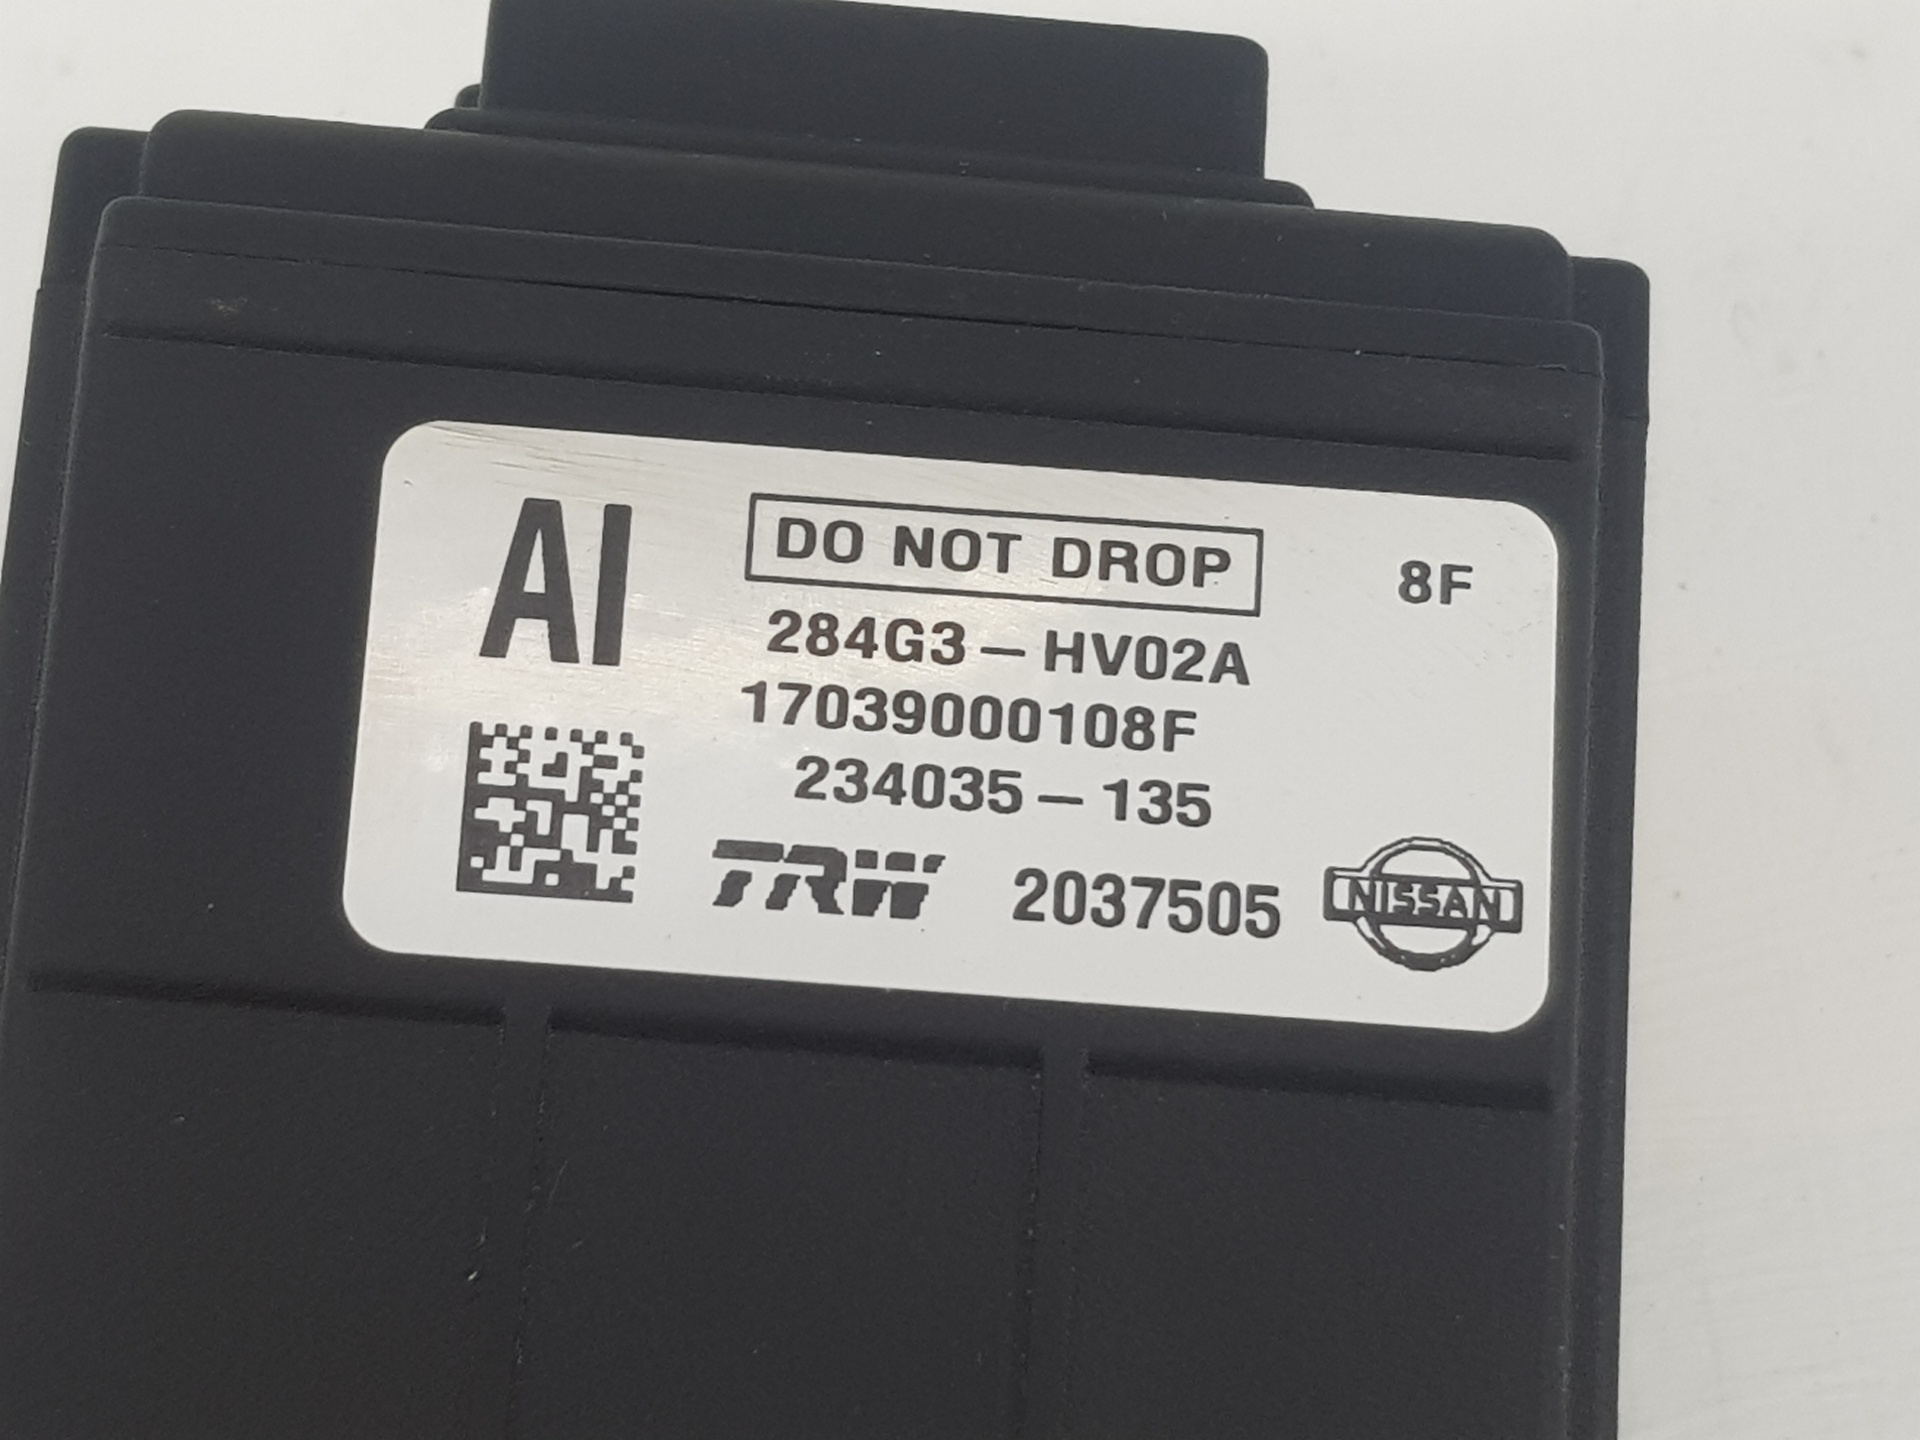 AI
DO NOT DROP
8F
284G3-HV02A
17039000108F
234035-135
TRW 2037505 NISSAN